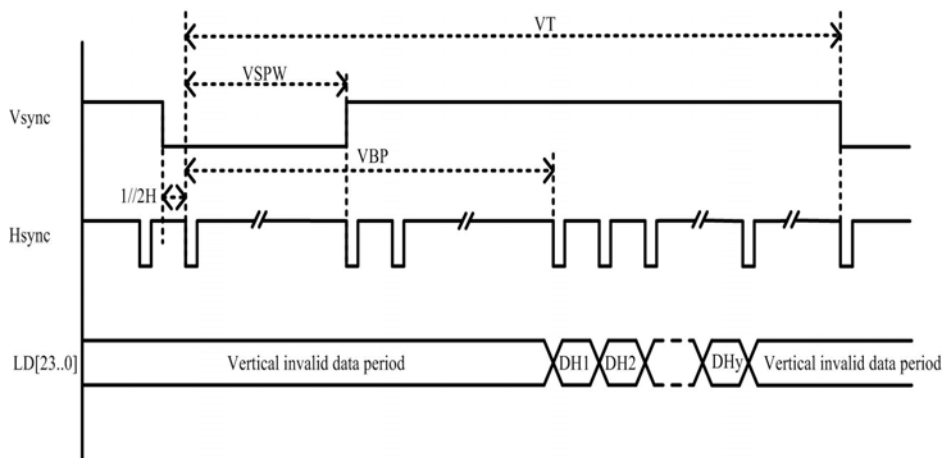 VT
VSPW
Vsync
VBP
1//2H
Hsync
LD[23..0]
Vertical invalid data period
DH1
DH2
DHy
Vertical invalid data period